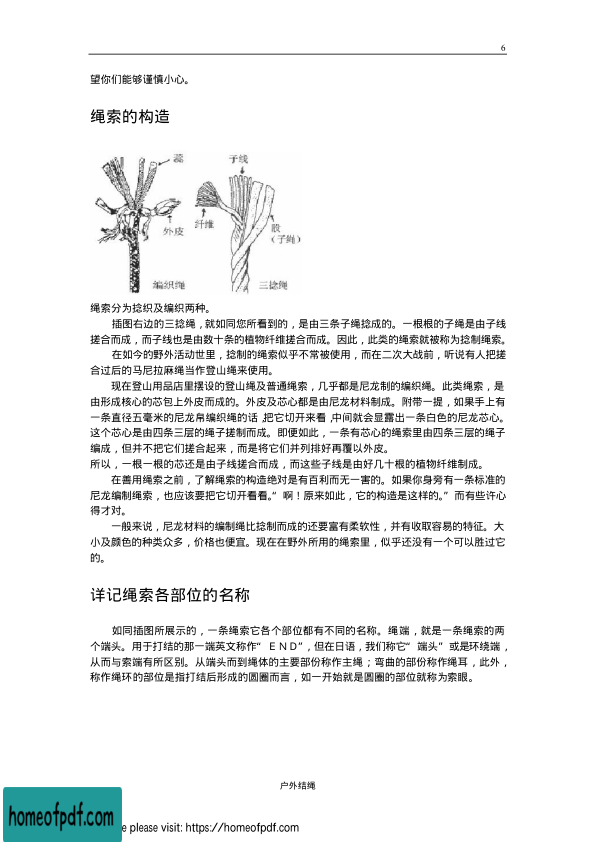 6
望你们能够谨慎小心。
绳索的构造
蕊
子线
外皮
纤维
股
（子绳）
编织绳
三捻绳
绳索分为捻织及编织两种。
插图右边的三捻绳，就如同您所看到的，是由三条子绳捻成的。一根根的子绳是由子线
搓合而成，而子线也是由数十条的植物纤维搓合而成。因此，此类的绳索就被称为捻制绳索。
在如今的野外活动世里，捻制的绳索似乎不常被使用，而在二次大战前，听说有人把搓
合过后的马尼拉麻绳当作登山绳来使用。
现在登山用品店里摆设的登山绳及普通绳索，几乎都是尼龙制的编织绳。此类绳索，是
由形成核心的芯包上外皮而成的。外皮及芯心都是由尼龙材料制成。附带一提，如果手上有
一条直径五毫米的尼龙帛编织绳的话，把它切开来看，中间就会显露出一条白色的尼龙芯心。
这个芯心是由四条三层的绳子搓制而成。即便如此，一条有芯心的绳索里由四条三层的绳子
编成，但并不把它们搓合起来，而是将它们并列排好再覆以外皮。
所以，一根一根的芯还是由子线搓合而成，而这些子线是由好几十根的植物纤维制成。
在善用绳索之前，了解绳索的构造绝对是有百利而无一害的。如果你身旁有一条标准的
尼龙编制绳索，也应该要把它切开看看。“啊！原来如此，它的构造是这样的。”而有些许心
得才对。
一般来说，尼龙材料的编制绳比捻制而成的还要富有柔软性，并有收取容易的特征。大
小及颜色的种类众多，价格也便宜。现在在野外所用的绳索里，似乎还没有一个可以胜过它
的。
详记绳索各部位的名称
如同插图所展示的，一条绳索它各个部位都有不同的名称。绳端，就是一条绳索的两
个端头。用于打结的那一端英文称作“ＥＮＤ”，但在日语，我们称它“端头”或是环绕端，
从而与索端有所区别。从端头而到绳体的主要部份称作主绳；弯曲的部份称作绳耳，此外，
称作绳环的部位是指打结后形成的圆圈而言，如一开始就是圆圈的部位就称为索眼。
户外结绳
homeofpdf.com
e please visit: https://homeofpdf.com